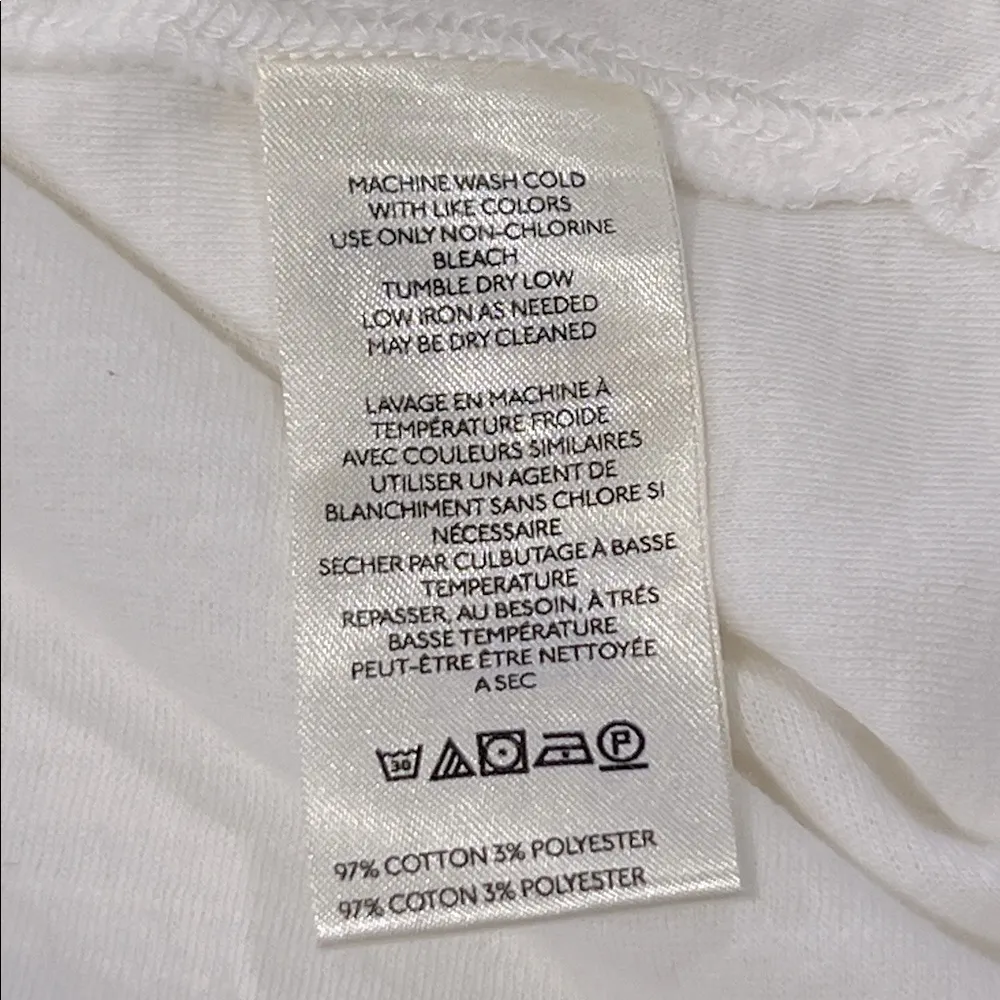 MACHINE WASH COLD
WITH LIKE COLORS
USE ONLY NON-CHLORINE
BLEACH
TUMBLE DRY LOW
LOW IRON AS NEEDED
MAY BE DRY CLEANED
LAVAGE EN MACHINE À
TEMPÉRATURE FROIDE
AVEC COULEURS SIMILAIRES
UTILISER UN AGENT DE
BLANCHIMENT SANS CHLORE SI
NÉCESSAIRE
SECHER PAR CULBUTAGE À BASSE
TEMPERATURE
REPASSER, AU BESOIN, À TRÉS
BASSE TEMPÉRATURE
PEUT-ÊTRE ÊTRE NETTOYÉE
A SEC
30 P
97% COTTON 3% POLYESTER
97% COTON 3% POLYESTER